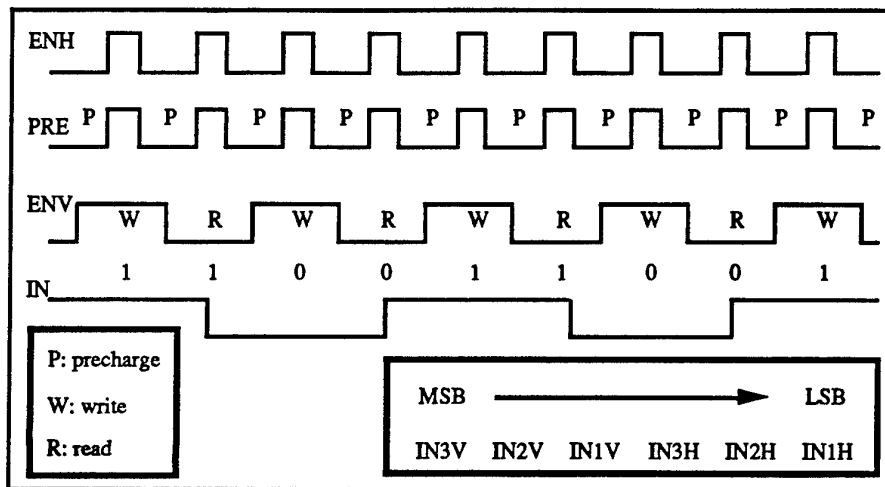 ENH
PRE P P P P P P P P P P
ENV W R W R W R W R W
1 1 0 0 1 1 0 0 1
IN
P: precharge
W: write
R: read
MSB LSB
IN3V IN2V IN1V IN3H IN2H IN1H